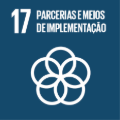 17 PARCERIAS E MEIOS
DE IMPLEMENTAÇÃO